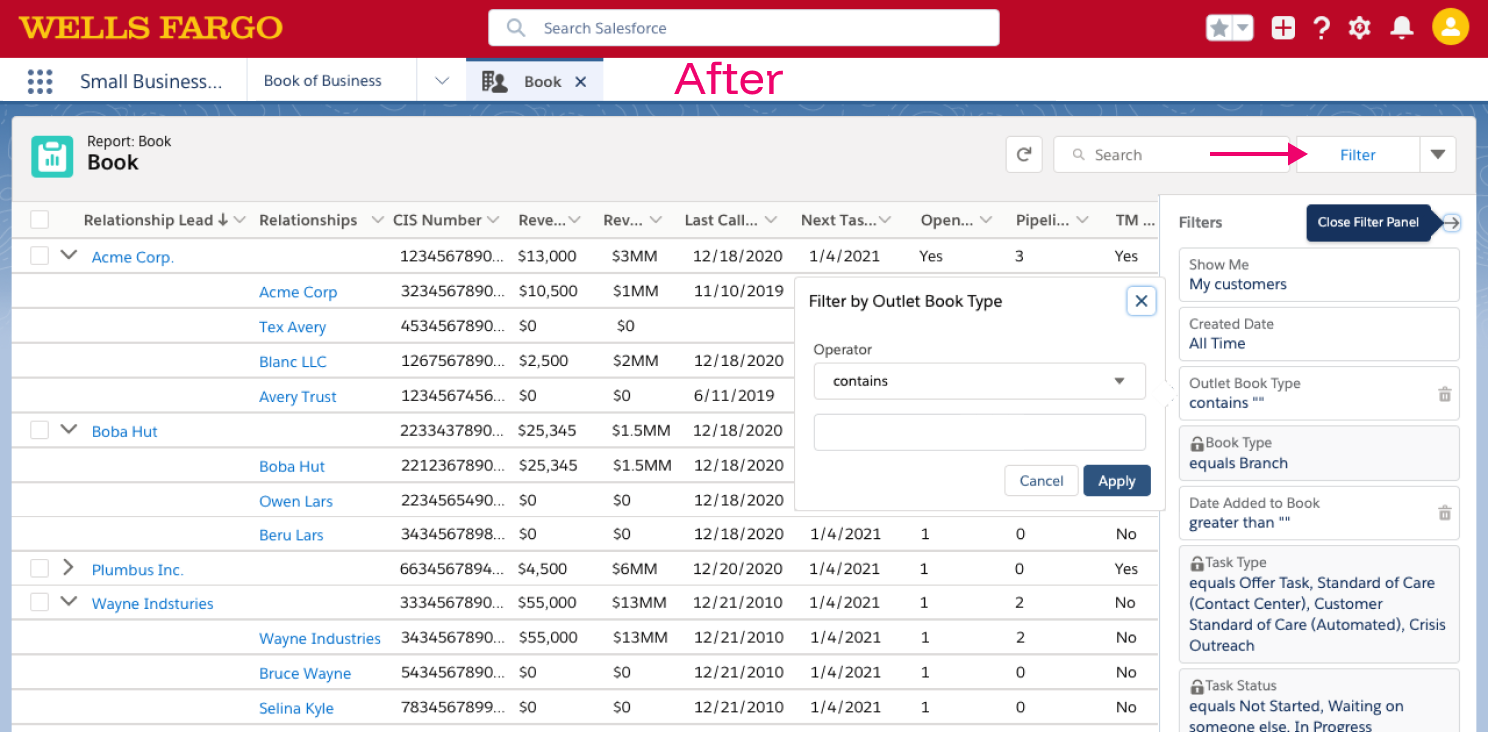 WELLS FARGO
Search Salesforce
Small Business...
Book of Business
Book
After
Report: Book
Book
Search
Filter
Relationship Lead Relationships CIS Number Reve... Rev... Last Call... Next Tas... Open... Pipeli... TM ...
Acme Corp. 1234567890... $13,000 $3MM 12/18/2020 1/4/2021 Yes 3 Yes
Acme Corp 3234567890... $10,500 $1MM 11/10/2019
Tex Avery 4534567890... $0 $0
Blanc LLC 1267567890... $2,500 $2MM 12/18/2020
Avery Trust 1234567456... $0 $0 6/11/2019
Boba Hut 2233437890... $25,345 $1.5MM 12/18/2020
Boba Hut 2212367890... $25,345 $1.5MM 12/18/2020
Owen Lars 2234565490... $0 $0 12/18/2020
Beru Lars 3434567898... $0 $0 12/18/2020 1/4/2021 1 0 No
Plumbus Inc. 6634567894... $4,500 $6MM 12/20/2020 1/4/2021 1 0 Yes
Wayne Indsturies 3334567890... $55,000 $13MM 12/21/2010 1/4/2021 1 2 No
Wayne Industries 3434567890... $55,000 $13MM 12/21/2010 1/4/2021 1 2 No
Bruce Wayne 5434567890... $0 $0 12/21/2010 1/4/2021 1 0 No
Selina Kyle 7834567899... $0 $0 12/21/2010 1/4/2021 1 0 No
Filter by Outlet Book Type
Operator
contains
Cancel Apply
Filters
Close Filter Panel
Show Me
My customers
Created Date
All Time
Outlet Book Type
contains ""
Book Type
equals Branch
Date Added to Book
greater than ""
Task Type
equals Offer Task, Standard of Care
(Contact Center), Customer
Standard of Care (Automated), Crisis
Outreach
Task Status
equals Not Started, Waiting on
someone else, In Progress